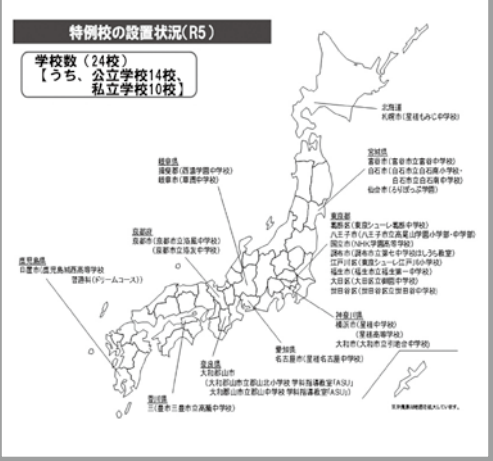 特例校の設置状況(R5)
学校数(24校)
【うち、公立学校14校、
私立学校10校】
北海道
札幌市(星槎もみじ中学校)
宮城県
富谷市(富谷市立富谷中学校)
白石市(白石市立白石南小学校・
白石市立白石南中学校)
仙台市(ろりぽっぷ学園)
岐阜県
揖斐郡(西濃学園中学校)
岐阜市(草潤中学校)
東京都
葛飾区(東京シューレ葛飾中学校)
八王子市(八王子市立高尾山学園小学部・中学部)
国立市(NHK学園高等学校)
調布市(調布市立第七中学校はしうち教室)
江戸川区(東京シューレ江戸川小学校)
福生市(福生市立福生第一中学校)
大田区(大田区立御園中学校)
世田谷区(世田谷区立世田谷中学校)
京都府
京都市(京都市立洛風中学校)
京都市(京都市立洛友中学校)
鹿児島県
日置市(鹿児島城西高等学校
普通科(ドリームコース))
神奈川県
横浜市(星槎中学校)
(星槎高等学校)
大和市(大和市立引地台中学校)
愛知県
名古屋市(星槎名古屋中学校)
奈良県
大和郡山市
(大和郡山市立郡山北小学校 学科指導教室「ASU」
大和郡山市立郡山中学校 学科指導教室「ASU」)
香川県
三(豊市三豊市立高瀬中学校)